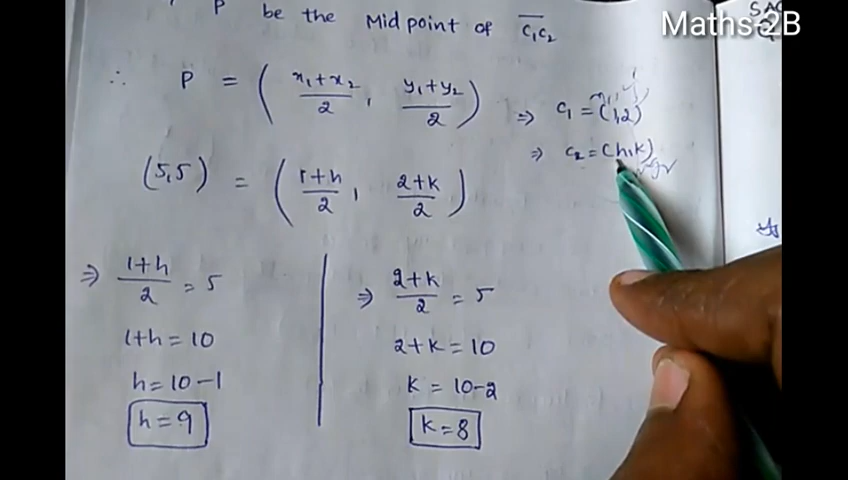 Maths-2B
P be the Midpoint of C₁C₂
∴ P = ( x₁+x₂/2, y₁+y₂/2 ) ⇒ C₁ = (1,2)
⇒ C₂ = (h,k)
(5,5) = ( 1+h/2, 2+k/2 )
⇒ 1+h/2 = 5
1+h = 10
h = 10-1
h = 9
⇒ 2+k/2 = 5
2+k = 10
k = 10-2
k = 8